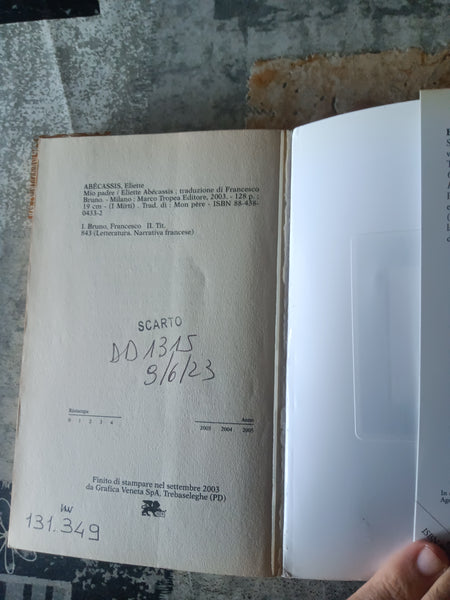 ABÉCASSIS, Eliette
Mio padre / Eliette Abécassis ; traduzione di Francesco
Bruno. - Milano : Marco Tropea Editore, 2003. - 128 p. ;
19 cm - (I Mirti) . Trad. di : Mon père - ISBN 88-438-
0433-2
I. Bruno, Francesco II. Tit.
843 (Letteratura. Narrativa francese)
SCARTO
DD 1315
9/6/23
Ristampa Anno
0 1 2 3 4 2003 2004 2005
Finito di stampare nel settembre 2003
da Grafica Veneta SpA, Trebaseleghe (PD)
131.349